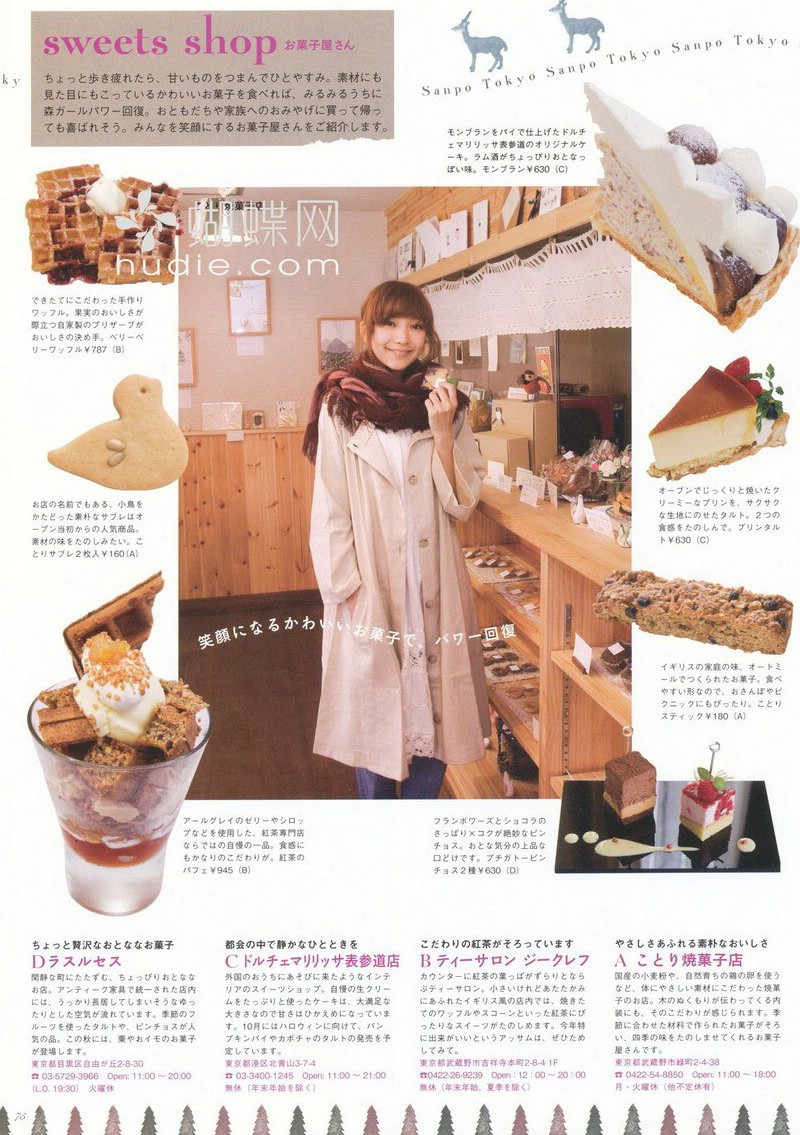 sweets shop お菓子屋さん
ちょっと歩き疲れたら、甘いものをつまんでひとやすみ。素材にも
見た目にもこっているかわいいお菓子を食べれば、みるみるうちに
森ガールパワー回復。おともだちや家族へのおみやげに買って帰っ
ても喜ばれそう。みんなを笑顔にするお菓子屋さんをご紹介します。
ky
Sanpo Tokyo Sanpo Tokyo Sanpo Tokyo
モンブランをパイで仕上げたドルチ
ェマリリッサ表参道のオリジナルケ
ーキ。ラム酒がちょっぴりおとなっ
ぽい味。モンブラン¥630（C）
蝴蝶网
hudie.com
できたてにこだわった手作り
ワッフル。果実のおいしさが
際立つ自家製のプリザーブが
おいしさの決め手。ベリーベ
リーワッフル¥787（B）
お店の名前でもある、小鳥を
かたどった素朴なサブレはオ
ープン当初からの人気商品。
素材の味をたのしみたい。こ
とりサブレ２枚入¥160（A）
オーブンでじっくりと焼いたク
リーミーなプリンを、サクサク
な生地にのせたタルト。２つの
食感をたのしんで。プリンタル
ト¥630（C）
笑顔になるかわいいお菓子で、パワー回復
イギリスの家庭の味、オートミ
ールでつくられたお菓子。食べ
やすい形なので、おさんぽやピ
クニックにもぴったり。ことり
スティック¥180（A）
アールグレイのゼリーやシロッ
プなどを使用した、紅茶専門店
ならではの自慢の一品。食感に
もかなりのこだわりが。紅茶の
パフェ¥945（B）
フランボワーズとショコラの
さっぱり×コクが絶妙なピン
チョス。おとな気分の上品な
口どけです。プチガトーピン
チョス２種¥630（D）
ちょっと贅沢なおとななお菓子
Dラスルセス
閑静な町にたたずむ、ちょっぴりおとなな
お店。アンティーク家具で統一された店内
には、うっかり長居してしまいそうなゆっ
たりとした空気が流れています。季節のフ
ルーツを使ったタルトや、ピンチョスが人
気の品。この秋には、栗やおイモのお菓子
が登場します。
東京都目黒区自由が丘2-8-30
☎ 03-5729-3966 Open: 11:00 〜 20:00
(L.O. 19:30) 火曜休
都会の中で静かなひとときを
Cドルチェマリリッサ表参道店
外国のおうちにあそびに来たようなインテ
リアのスイーツショップ。自慢の生クリー
ムをたっぷりと使ったケーキは、大満足な
大きさなので甘さはひかえめになっていま
す。10月にはハロウィンに向けて、パン
プキンパイやカボチャのタルトの発売を予
定しています。
東京都港区北青山3-7-4
☎ 03-3400-1245 Open: 11:00 〜 21:00
無休（年末年始を除く）
こだわりの紅茶がそろっています
Bティーサロン ジークレフ
カウンターに紅茶の葉っぱがずらりとなら
ぶティーサロン。小さいけれどあたたかみ
にあふれたイギリス風の店内では、焼きた
てのワッフルやスコーンといった紅茶にぴ
ったりなスイーツがたのしめます。今年特
に出来がいいというアッサムは、ぜひため
してみて。
東京都武蔵野市吉祥寺本町2-8-4 1F
☎0422-26-9239 Open：12：00 〜 20：00
無休（年末年始、夏季を除く）
やさしさあふれる素朴なおいしさ
A ことり焼菓子店
国産の小麦粉や、自然育ちの鶏の卵を使う
など、体にやさしい素材にこだわった焼菓
子のお店。木のぬくもりが伝わってくる内
装にも、そのこだわりが感じられます。季
節に合わせた材料で作られたお菓子がそろ
い、四季の味をたのしませてくれるお菓子
屋さんです。
東京都武蔵野市緑町2-4-38
☎ 0422-54-8850 Open: 11:00 〜 18:00
月・火曜休（他不定休有）
75